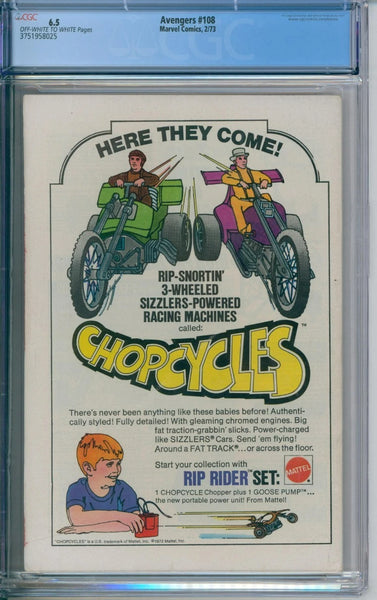 CGC
6.5
OFF-WHITE TO WHITE Pages
3751958025
Avengers #108
Marvel Comics, 2/73
CGC
HERE THEY COME!
RIP-SNORTIN'
3-WHEELED
SIZZLERS-POWERED
RACING MACHINES
called:
CHOPCYCLES™
There's never been anything like these babies before! Authenti-
cally styled! Fully detailed! With gleaming chromed engines. Big
fat traction-grabbin' slicks. Power-charged
like SIZZLERS® Cars. Send 'em flying!
Around a FAT TRACK®...or across the floor.
Start your collection with
RIP RIDER™ SET:
MATTEL
1 CHOPCYCLE Chopper plus 1 GOOSE PUMP™...
the new portable power unit! From Mattel!
"CHOPCYCLES" is a U.S. trademark of Mattel, Inc. ©1972 Mattel, Inc.